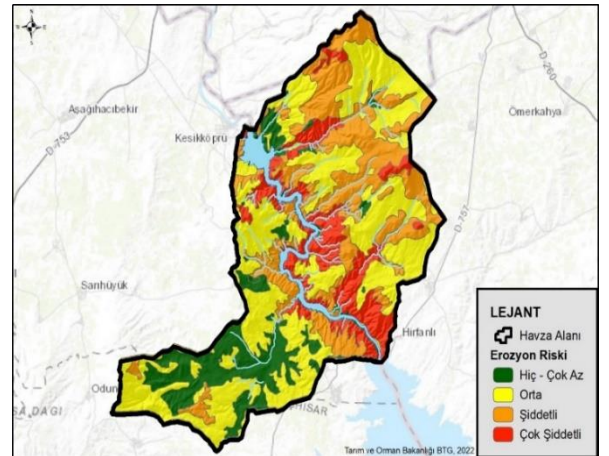 D-260
Ömerkahya
Aşağıhacıbekir
D-753
Kesikköprü
D-757
Sarıhüyük
Hirfanlı
Odun
HISAR
LEJANT
Havza Alanı
Erozyon Riski
Hiç - Çok Az
Orta
Şiddetli
Çok Şiddetli
Tarım ve Orman Bakanlığı BTG, 2022